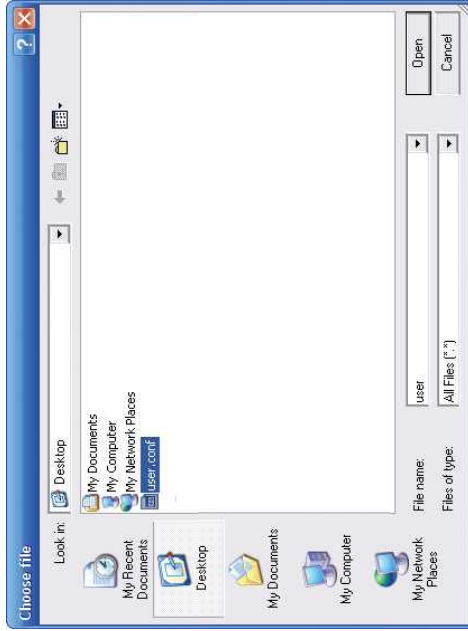 Choose file
Look in:
Desktop
My Recent
Documents
Desktop
My Documents
My Computer
My Network
Places
My Documents
My Computer
My Network Places
user.conf
File name:
user
Open
Files of type:
All Files (*.*)
Cancel